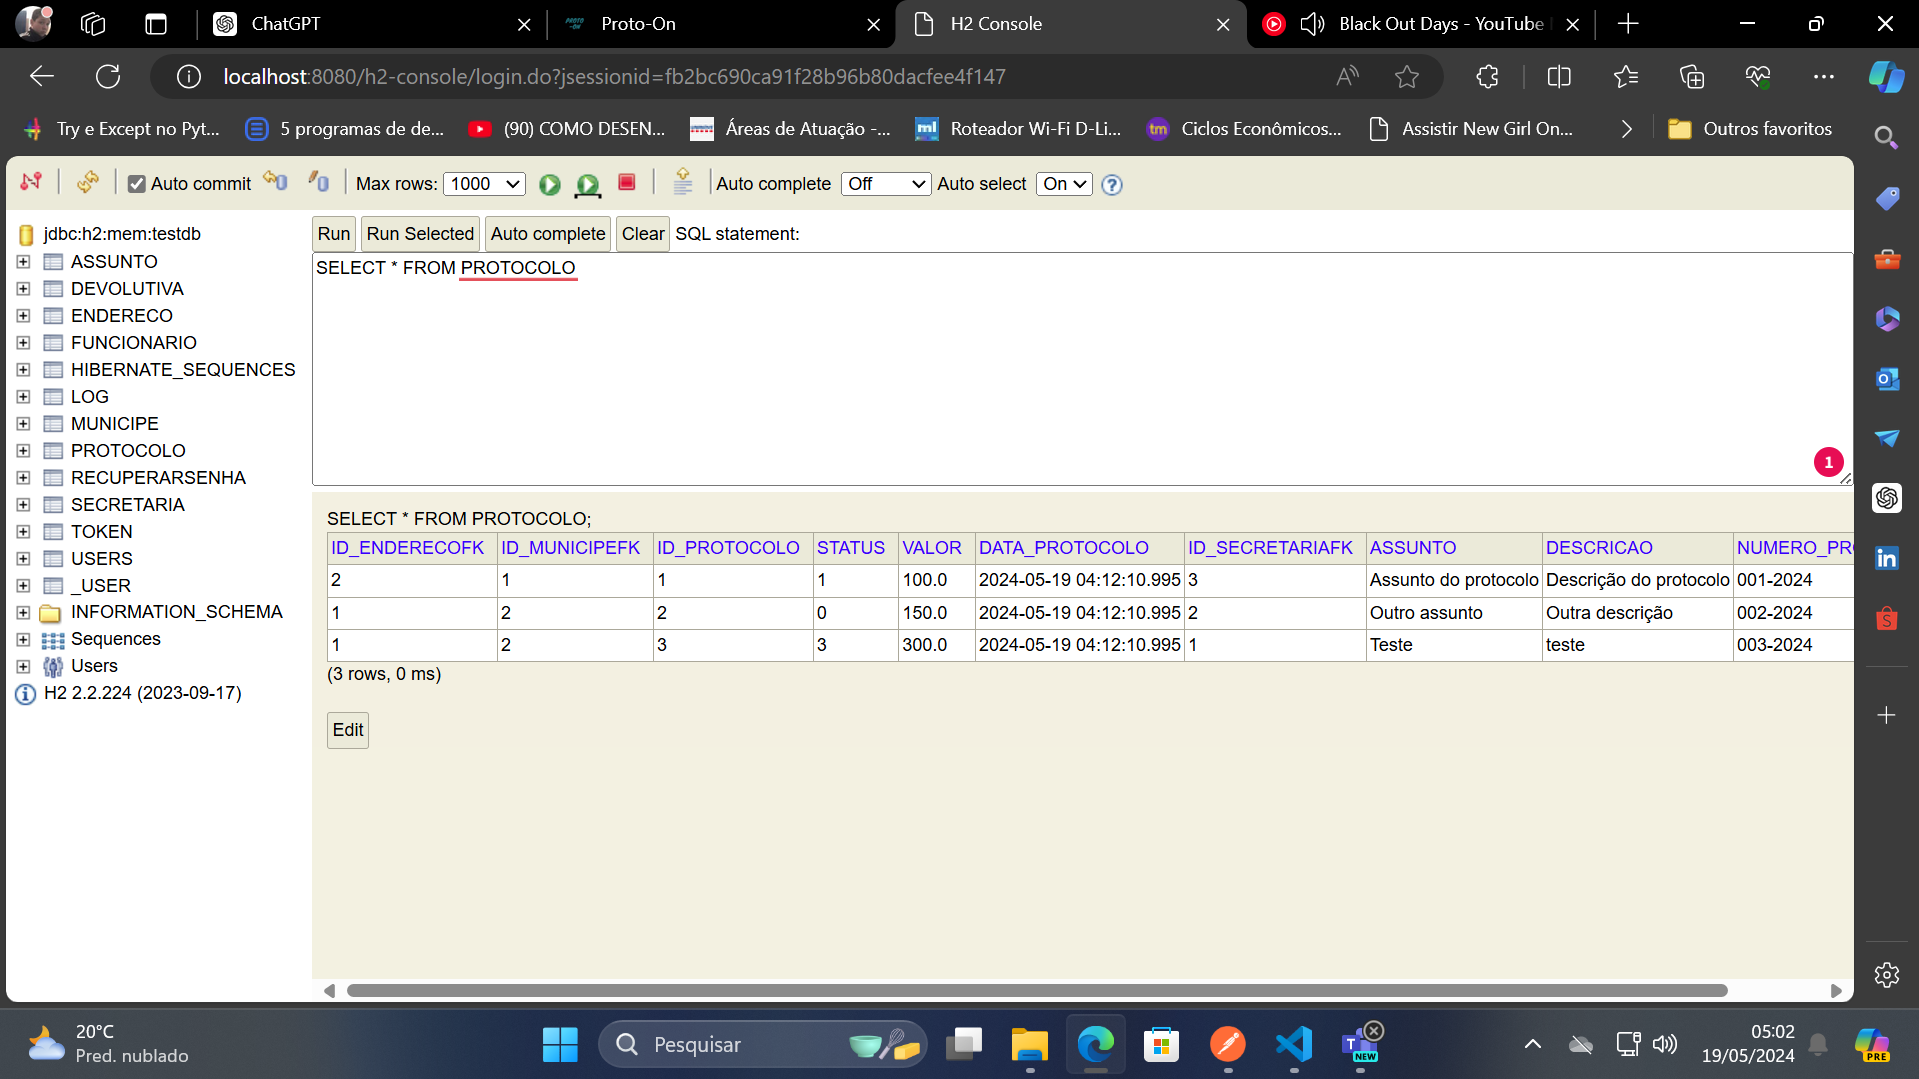 ChatGPT
Proto-On
H2 Console
Black Out Days - YouTube
localhost:8080/h2-console/login.do?jsessionid=fb2bc690ca91f28b96b80dacfee4f147
Try e Except no Pyt...
5 programas de de...
(90) COMO DESEN...
Áreas de Atuação -...
Roteador Wi-Fi D-Li...
Ciclos Econômicos...
Assistir New Girl On...
Outros favoritos
Auto commit
Max rows: 1000
Auto complete Off
Auto select On
jdbc:h2:mem:testdb
ASSUNTO
DEVOLUTIVA
ENDERECO
FUNCIONARIO
HIBERNATE_SEQUENCES
LOG
MUNICIPE
PROTOCOLO
RECUPERARSENHA
SECRETARIA
TOKEN
USERS
_USER
INFORMATION_SCHEMA
Sequences
Users
H2 2.2.224 (2023-09-17)
Run Run Selected Auto complete Clear SQL statement:
SELECT * FROM PROTOCOLO
1
SELECT * FROM PROTOCOLO;
ID_ENDERECOFK ID_MUNICIPEFK ID_PROTOCOLO STATUS VALOR DATA_PROTOCOLO ID_SECRETARIAFK ASSUNTO DESCRICAO NUMERO_PR
2 1 1 1 100.0 2024-05-19 04:12:10.995 3 Assunto do protocolo Descrição do protocolo 001-2024
1 2 2 0 150.0 2024-05-19 04:12:10.995 2 Outro assunto Outra descrição 002-2024
1 2 3 3 300.0 2024-05-19 04:12:10.995 1 Teste teste 003-2024
(3 rows, 0 ms)
Edit
20°C
Pred. nublado
Pesquisar
NEW
05:02
19/05/2024
PRE